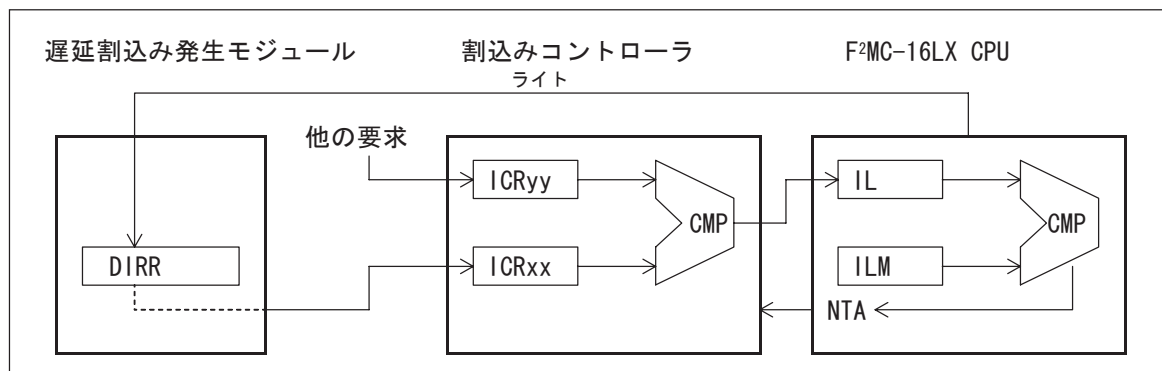 遅延割込み発生モジュール 割込みコントローラ F²MC-16LX CPU
ライト
他の要求
ICRyy IL
CMP CMP
DIRR ICRxx ILM
NTA